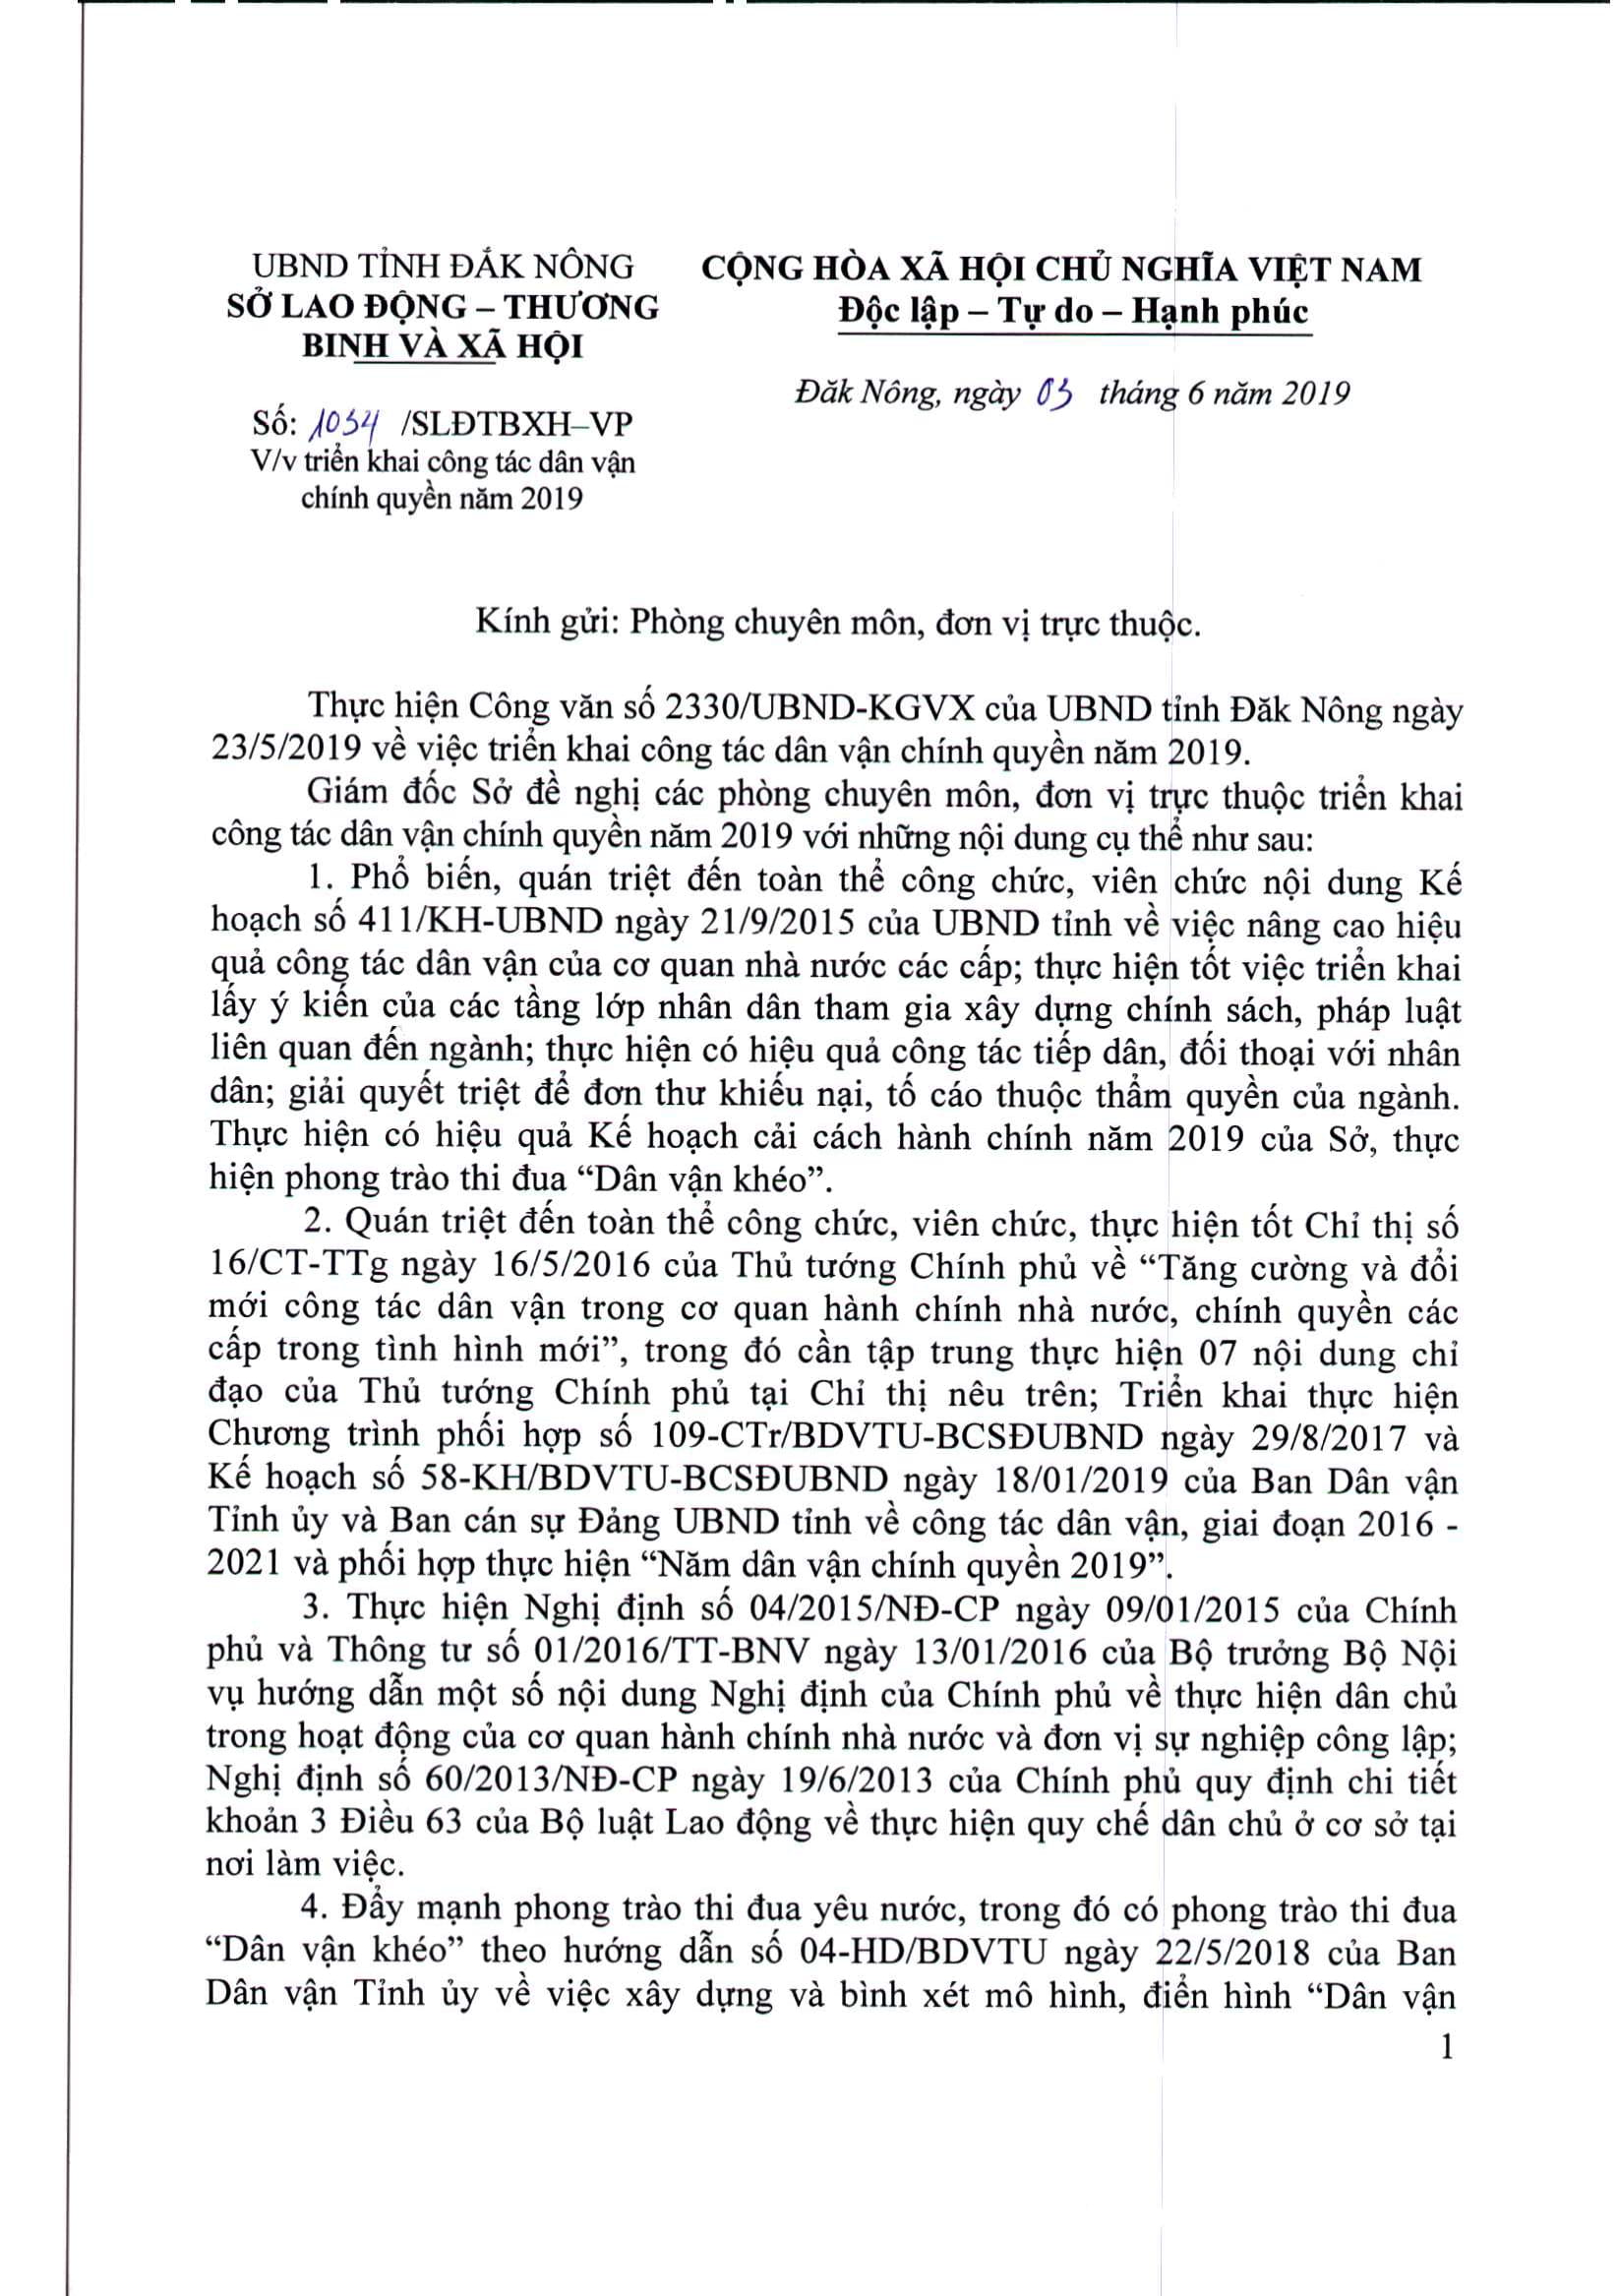 UBND TỈNH ĐẮK NÔNG
SỞ LAO ĐỘNG – THƯƠNG
BINH VÀ XÃ HỘI
CỘNG HÒA XÃ HỘI CHỦ NGHĨA VIỆT NAM
Độc lập – Tự do – Hạnh phúc
Đăk Nông, ngày 03 tháng 6 năm 2019
Số: 1034 /SLĐTBXH–VP
V/v triển khai công tác dân vận
chính quyền năm 2019
Kính gửi: Phòng chuyên môn, đơn vị trực thuộc.
Thực hiện Công văn số 2330/UBND-KGVX của UBND tỉnh Đăk Nông ngày
23/5/2019 về việc triển khai công tác dân vận chính quyền năm 2019.
Giám đốc Sở đề nghị các phòng chuyên môn, đơn vị trực thuộc triển khai
công tác dân vận chính quyền năm 2019 với những nội dung cụ thể như sau:
1. Phổ biến, quán triệt đến toàn thể công chức, viên chức nội dung Kế
hoạch số 411/KH-UBND ngày 21/9/2015 của UBND tỉnh về việc nâng cao hiệu
quả công tác dân vận của cơ quan nhà nước các cấp; thực hiện tốt việc triển khai
lấy ý kiến của các tầng lớp nhân dân tham gia xây dựng chính sách, pháp luật
liên quan đến ngành; thực hiện có hiệu quả công tác tiếp dân, đối thoại với nhân
dân; giải quyết triệt để đơn thư khiếu nại, tố cáo thuộc thẩm quyền của ngành.
Thực hiện có hiệu quả Kế hoạch cải cách hành chính năm 2019 của Sở, thực
hiện phong trào thi đua “Dân vận khéo”.
2. Quán triệt đến toàn thể công chức, viên chức, thực hiện tốt Chỉ thị số
16/CT-TTg ngày 16/5/2016 của Thủ tướng Chính phủ về “Tăng cường và đổi
mới công tác dân vận trong cơ quan hành chính nhà nước, chính quyền các
cấp trong tình hình mới”, trong đó cần tập trung thực hiện 07 nội dung chỉ
đạo của Thủ tướng Chính phủ tại Chỉ thị nêu trên; Triển khai thực hiện
Chương trình phối hợp số 109-CTr/BDVTU-BCSĐUBND ngày 29/8/2017 và
Kế hoạch số 58-KH/BDVTU-BCSĐUBND ngày 18/01/2019 của Ban Dân vận
Tỉnh ủy và Ban cán sự Đảng UBND tỉnh về công tác dân vận, giai đoạn 2016 -
2021 và phối hợp thực hiện “Năm dân vận chính quyền 2019”.
3. Thực hiện Nghị định số 04/2015/NĐ-CP ngày 09/01/2015 của Chính
phủ và Thông tư số 01/2016/TT-BNV ngày 13/01/2016 của Bộ trưởng Bộ Nội
vụ hướng dẫn một số nội dung Nghị định của Chính phủ về thực hiện dân chủ
trong hoạt động của cơ quan hành chính nhà nước và đơn vị sự nghiệp công lập;
Nghị định số 60/2013/NĐ-CP ngày 19/6/2013 của Chính phủ quy định chi tiết
khoản 3 Điều 63 của Bộ luật Lao động về thực hiện quy chế dân chủ ở cơ sở tại
nơi làm việc.
4. Đẩy mạnh phong trào thi đua yêu nước, trong đó có phong trào thi đua
“Dân vận khéo” theo hướng dẫn số 04-HD/BDVTU ngày 22/5/2018 của Ban
Dân vận Tỉnh ủy về việc xây dựng và bình xét mô hình, điển hình “Dân vận
1